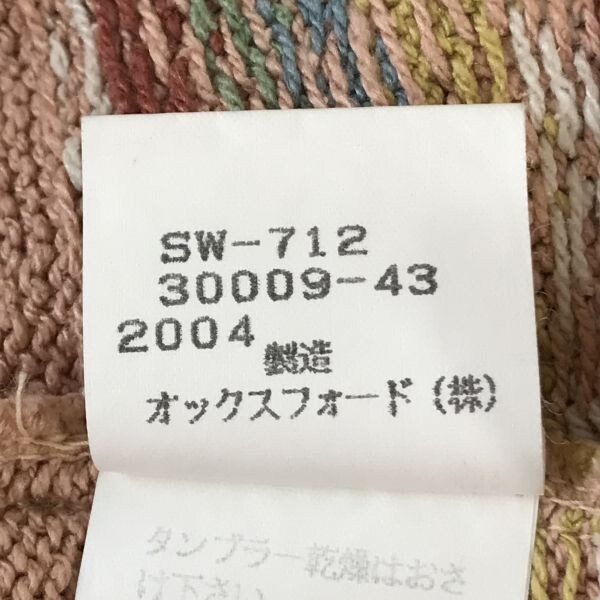 SW-712
30009-43
2004 製造
オックスフォード(株)
タンブラー乾燥はおさ
け下さい